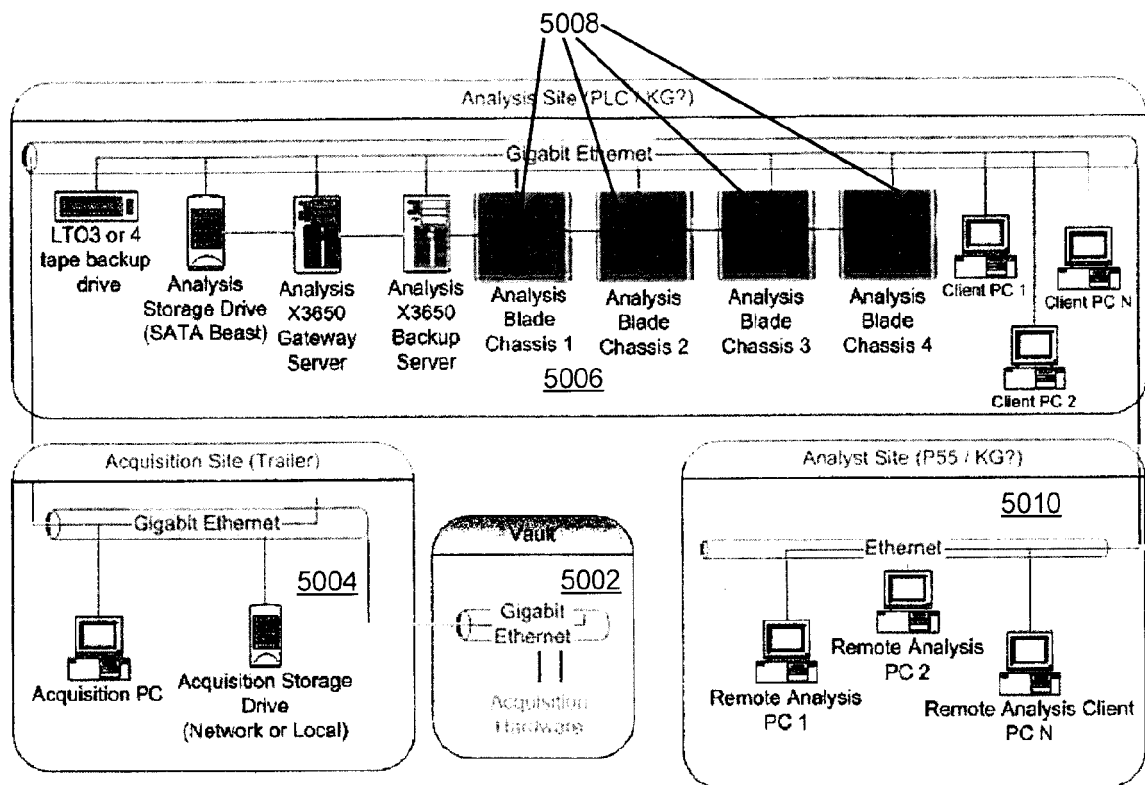 5008
Analysis Site (PLC / KG?)
Gigabit Ethernet
LTO3 or 4
tape backup
drive
Analysis
Storage Drive
(SATA Beast)
Analysis
X3650
Gateway
Server
Analysis
X3650
Backup
Server
Analysis
Blade
Chassis 1
Analysis
Blade
Chassis 2
Analysis
Blade
Chassis 3
Analysis
Blade
Chassis 4
Client PC 1
Client PC N
Client PC 2
5006
Acquisition Site (Trailer)
Gigabit Ethernet
5004
Acquisition PC
Acquisition Storage
Drive
(Network or Local)
Vault
5002
Gigabit
Ethernet
Acquisition
Hardware
Analyst Site (P55 / KG?)
5010
Ethernet
Remote Analysis
PC 1
Remote Analysis
PC 2
Remote Analysis Client
PC N